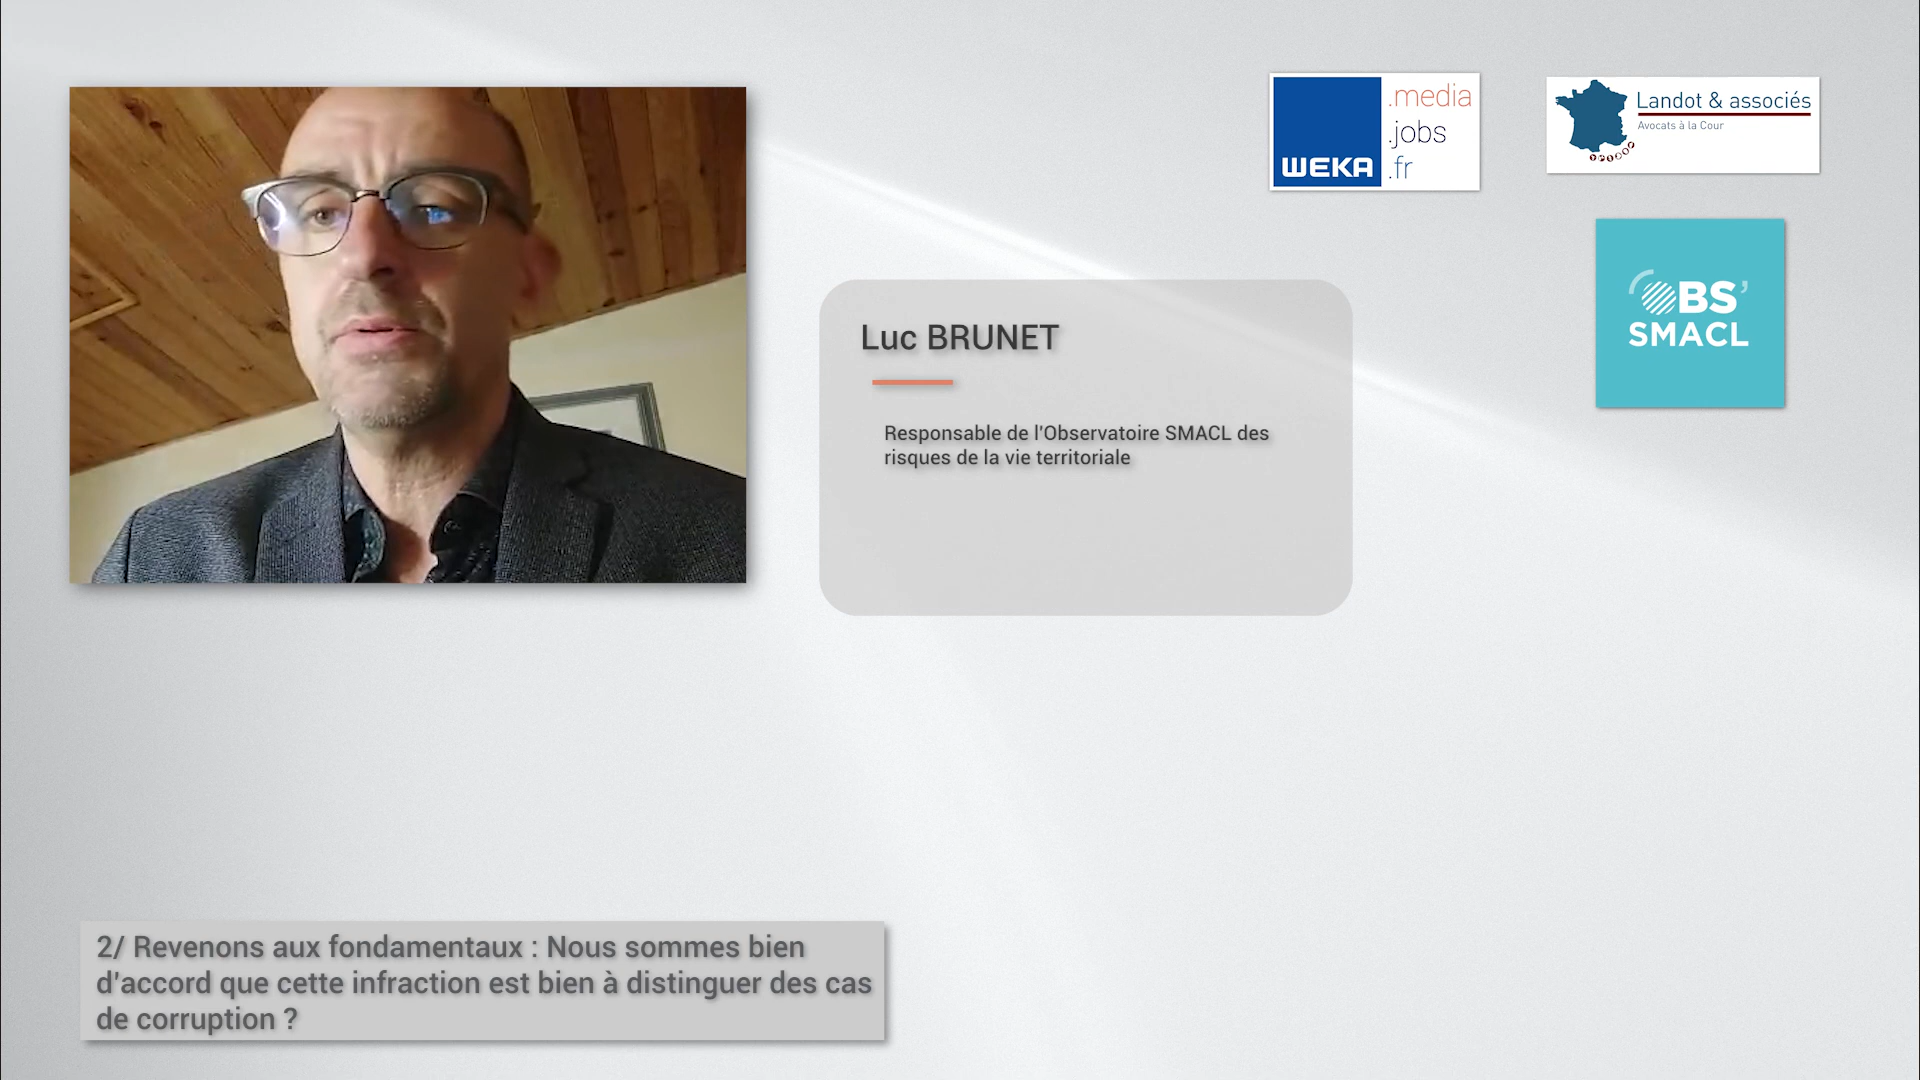 WEKA
.media
.jobs
.fr
Landot & associés
Avocats à la Cour
OBS'
SMACL
Luc BRUNET
Responsable de l'Observatoire SMACL des
risques de la vie territoriale
2/ Revenons aux fondamentaux : Nous sommes bien
d'accord que cette infraction est bien à distinguer des cas
de corruption ?